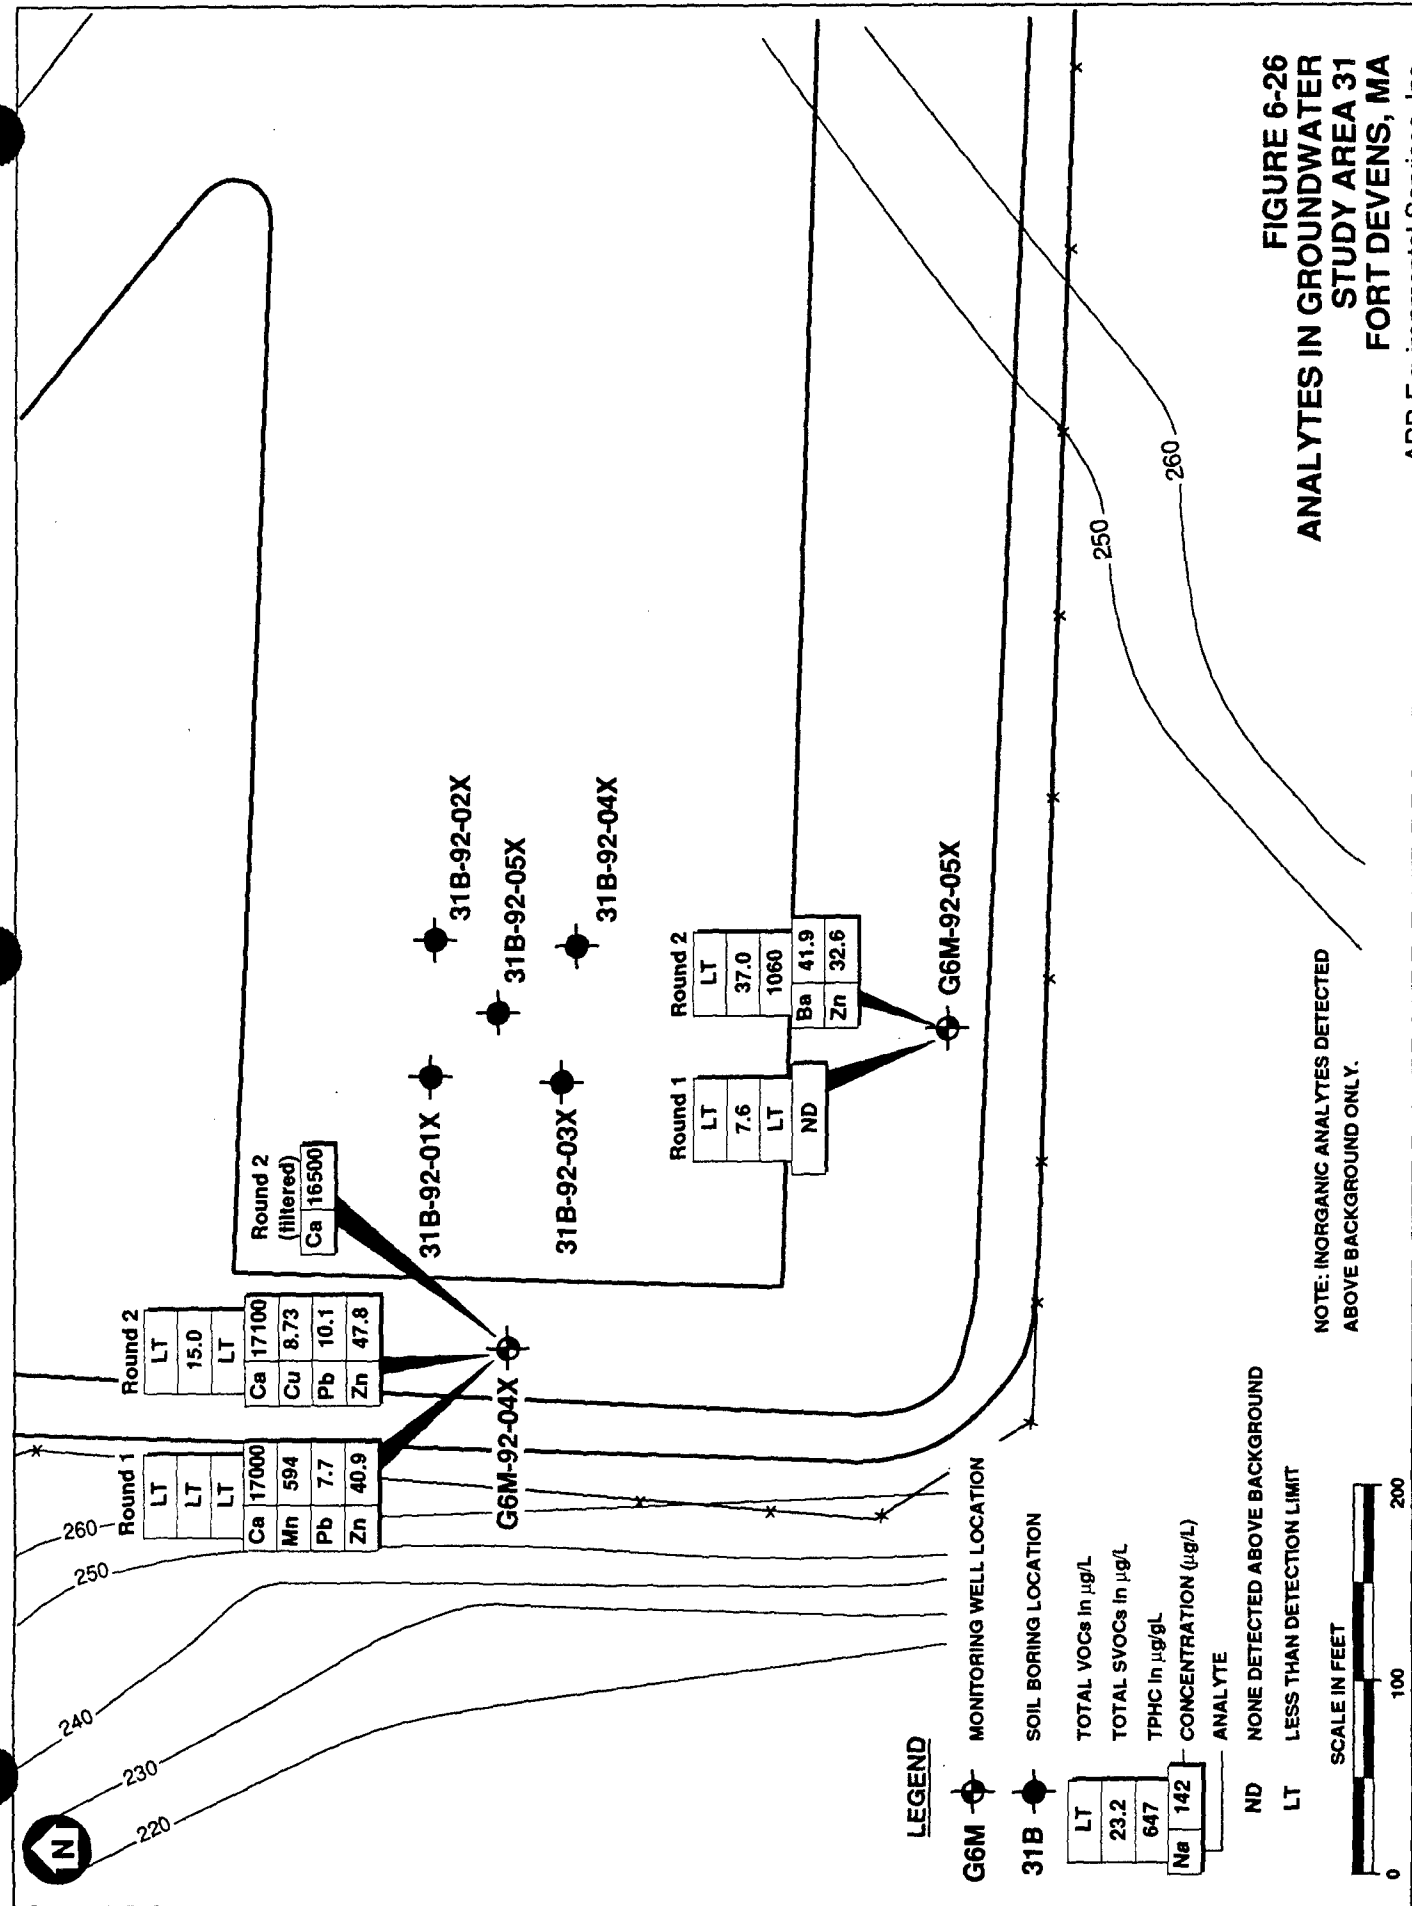 N
220
230
240
250
260
Round 1
LT
LT
LT
Ca 17000
Mn 594
Pb 7.7
Zn 40.9
Round 2
LT
15.0
LT
Ca 17100
Cu 8.73
Pb 10.1
Zn 47.8
Round 2
(filtered)
Ca 16500
G6M-92-04X
31B-92-01X
31B-92-02X
31B-92-05X
31B-92-03X
31B-92-04X
Round 1
LT
7.6
LT
ND
Round 2
LT
37.0
1060
Ba 41.9
Zn 32.6
G6M-92-05X
250
260
LEGEND
G6M MONITORING WELL LOCATION
31B SOIL BORING LOCATION
LT TOTAL VOCs in µg/L
23.2 TOTAL SVOCs in µg/L
647 TPHC in µg/gL
Na 142 CONCENTRATION (µg/L)
ANALYTE
ND NONE DETECTED ABOVE BACKGROUND
LT LESS THAN DETECTION LIMIT
SCALE IN FEET
0 100 200
NOTE: INORGANIC ANALYTES DETECTED
ABOVE BACKGROUND ONLY.
FIGURE 6-26
ANALYTES IN GROUNDWATER
STUDY AREA 31
FORT DEVENS, MA